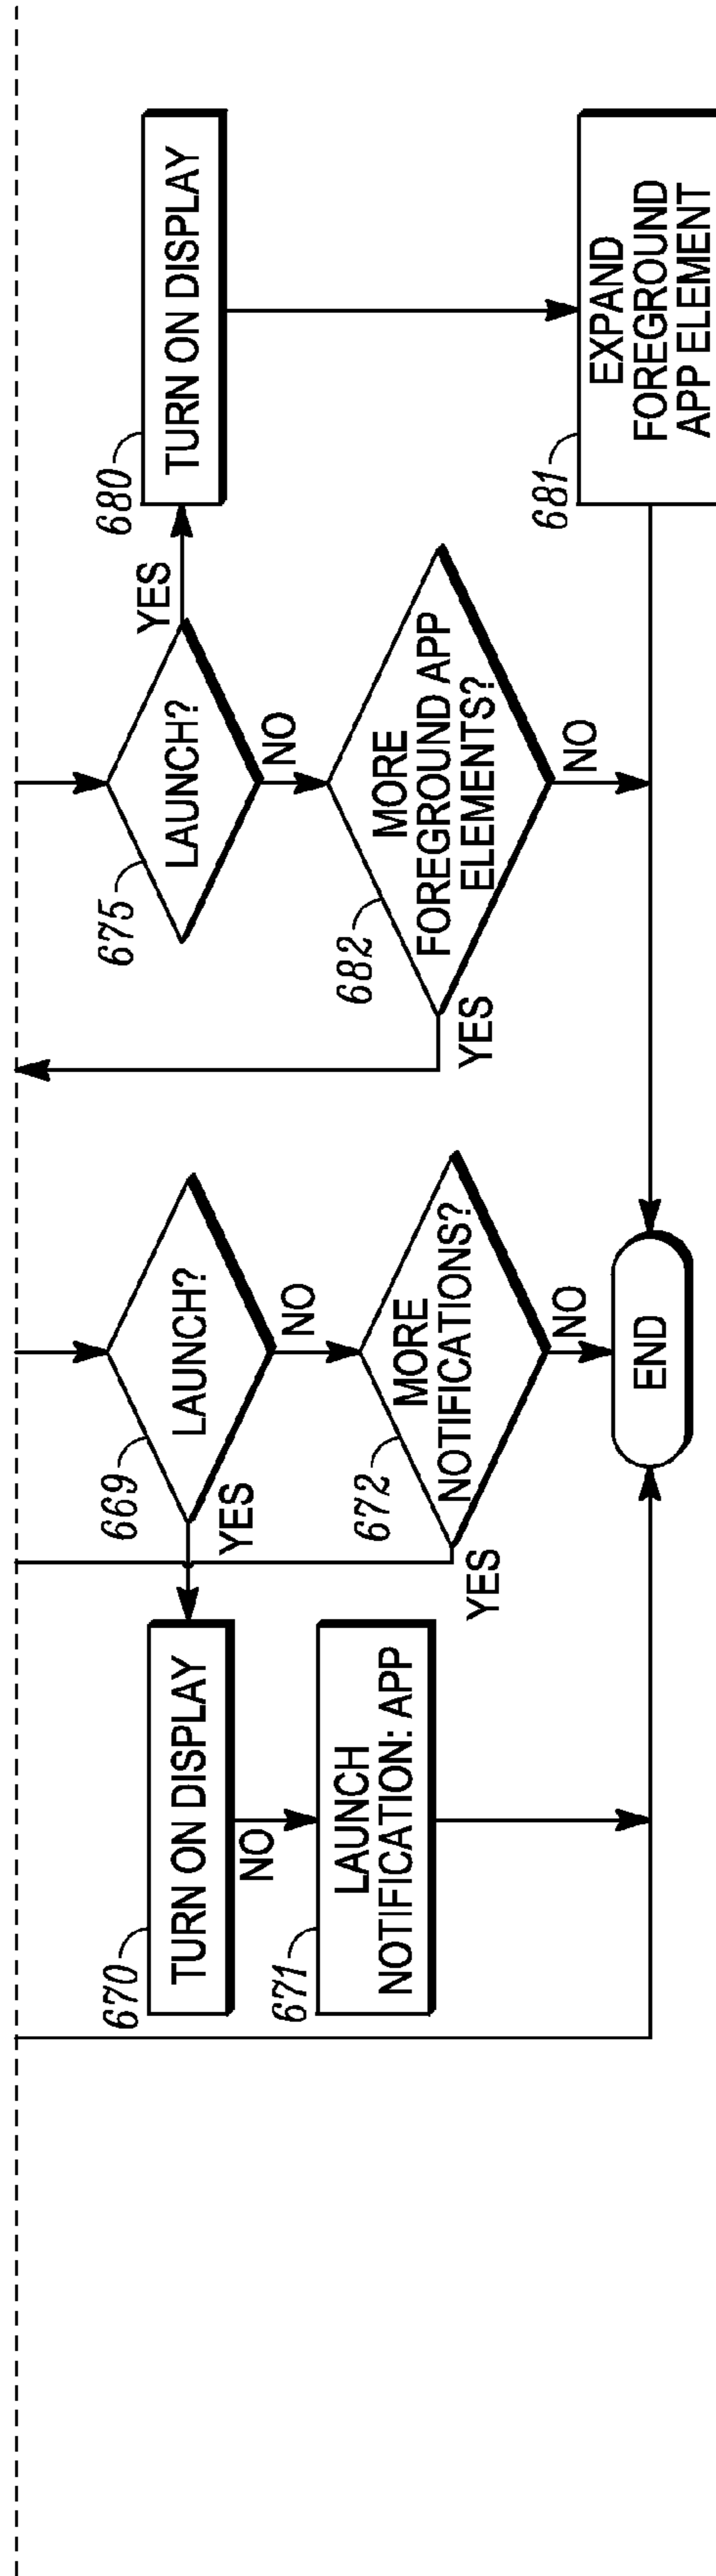 670
TURN ON DISPLAY
NO
671
LAUNCH
NOTIFICATION: APP
669
LAUNCH?
YES
NO
672
MORE
NOTIFICATIONS?
YES
NO
END
675
LAUNCH?
YES
NO
682
MORE
FOREGROUND APP
ELEMENTS?
YES
NO
680
TURN ON DISPLAY
681
EXPAND
FOREGROUND
APP ELEMENT